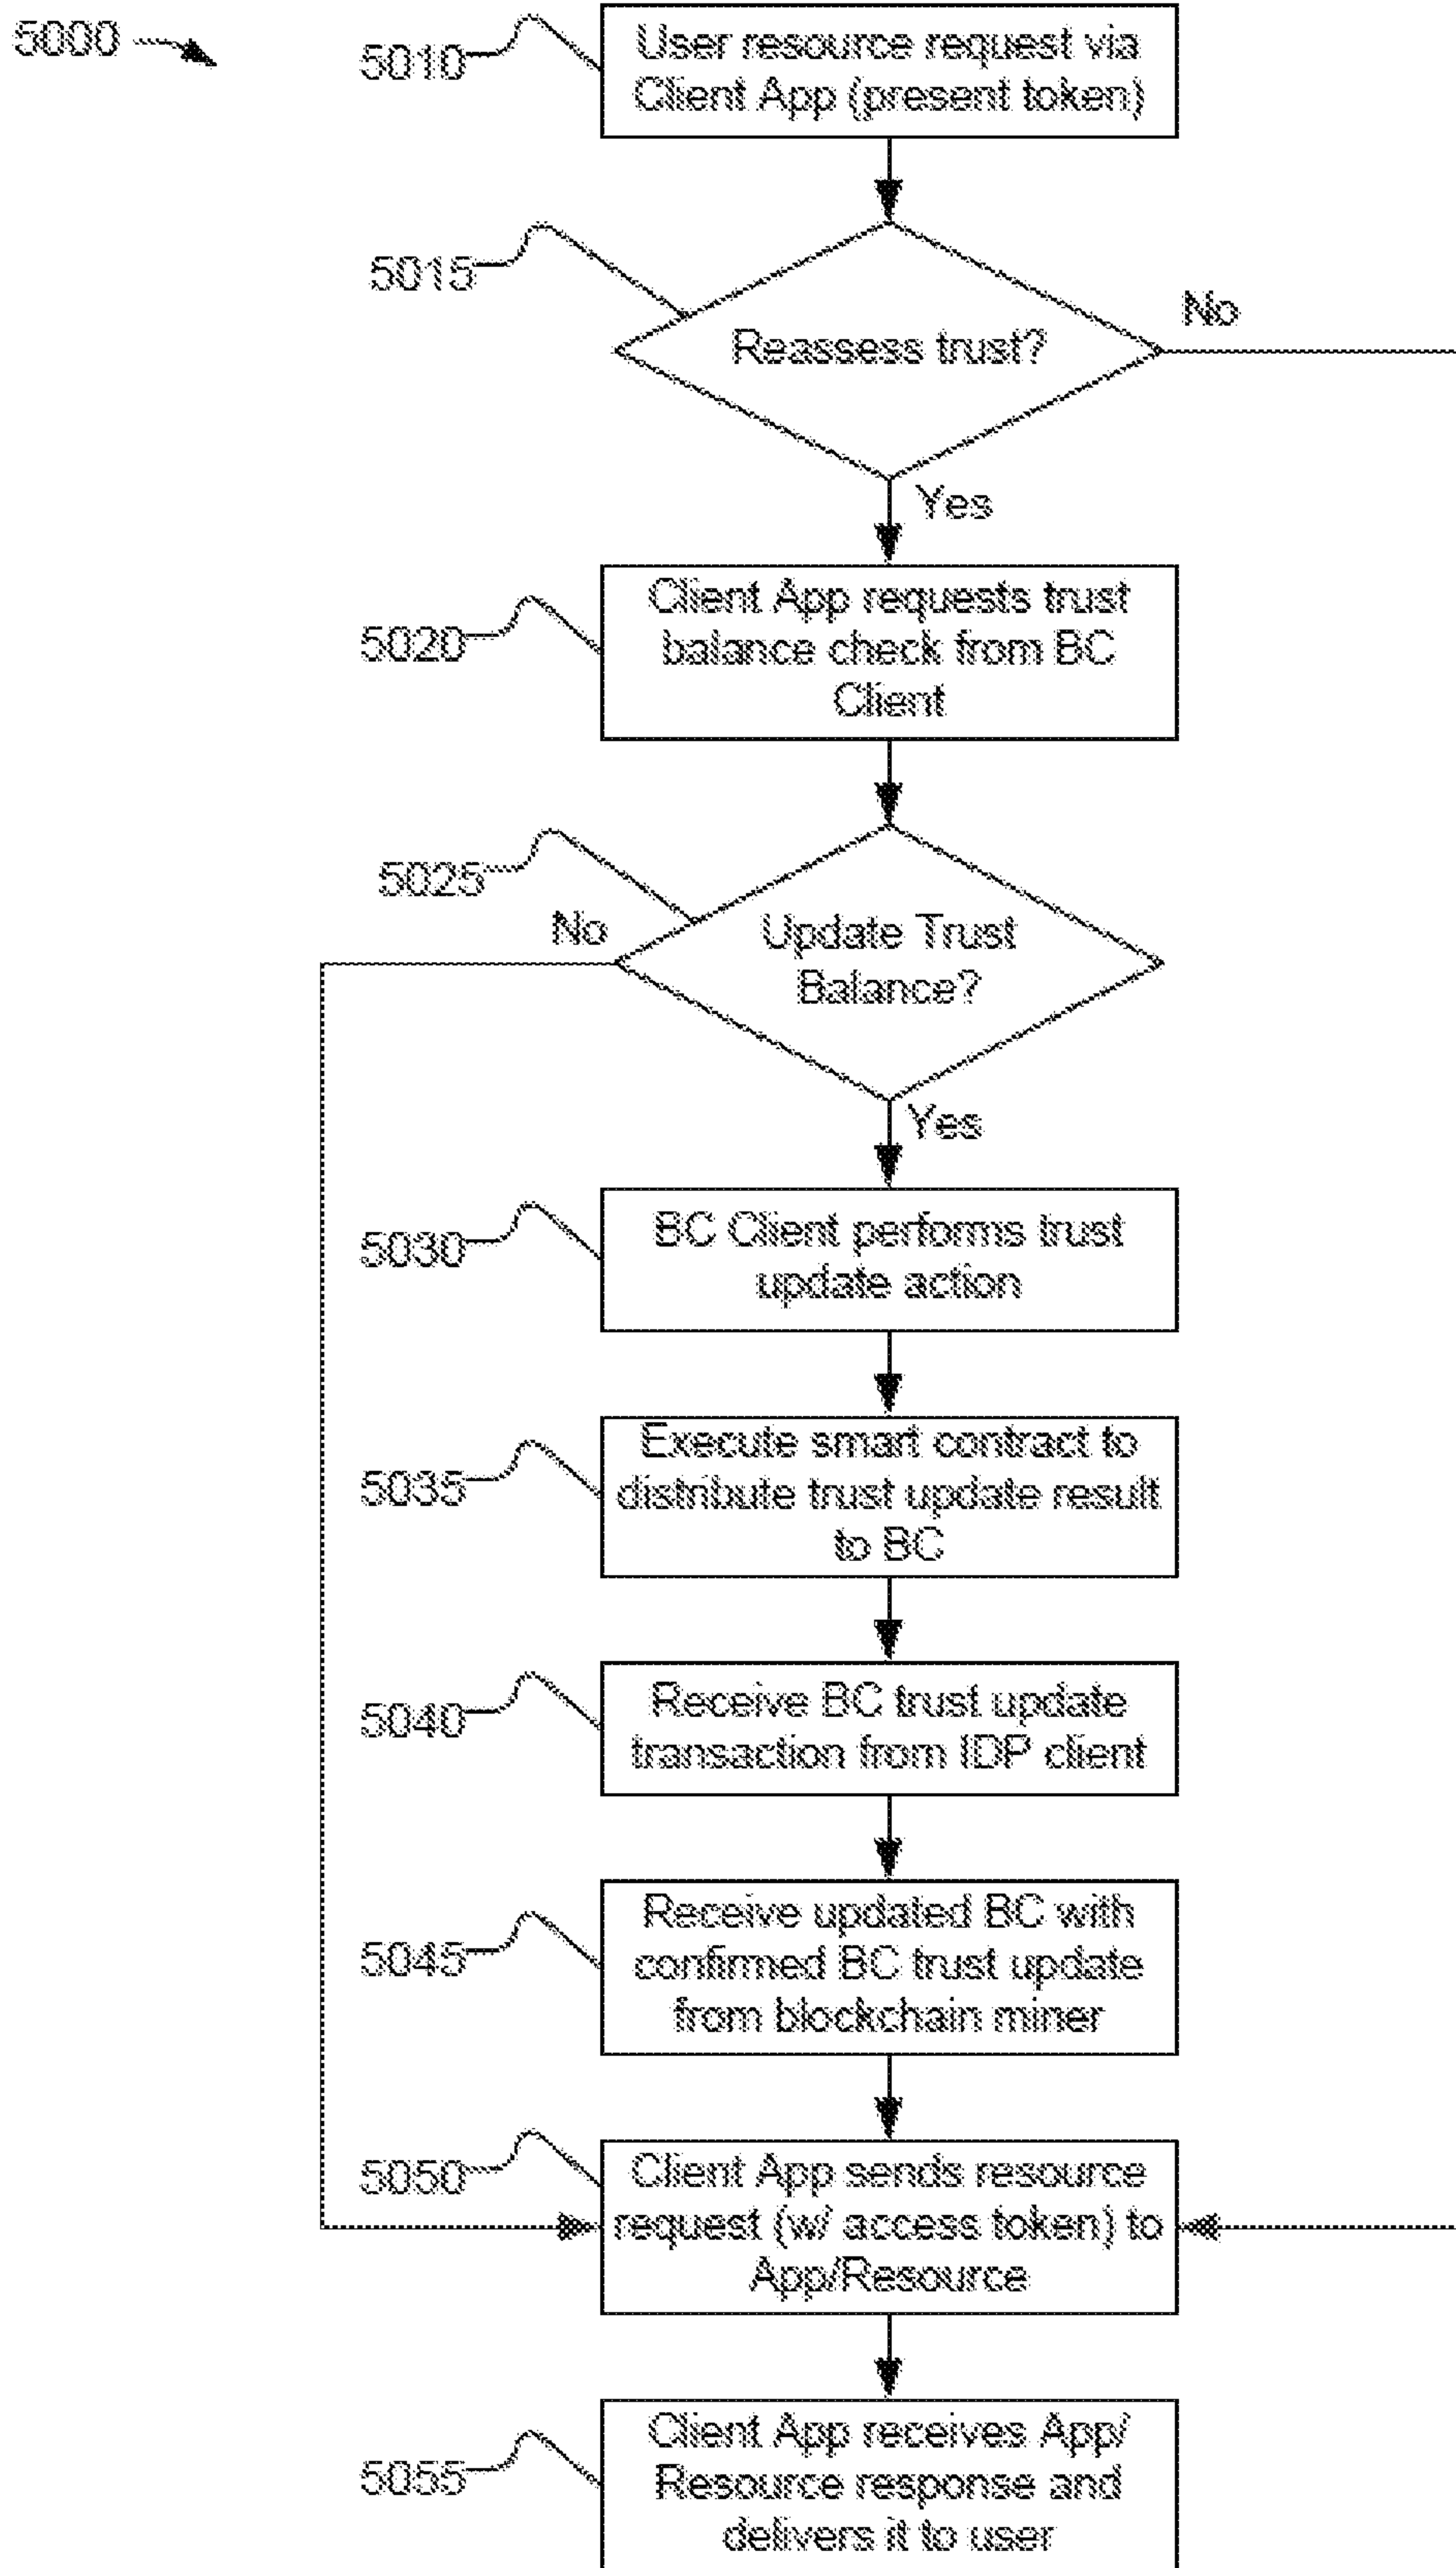 5000
5010
User resource request via
Client App (present token)
5015
Reassess trust?
No
Yes
5020
Client App requests trust
balance check from BC
Client
5025
No
Update Trust
Balance?
Yes
5030
BC Client performs trust
update action
5035
Execute smart contract to
distribute trust update result
to BC
5040
Receive BC trust update
transaction from IDP client
5045
Receive updated BC with
confirmed BC trust update
from blockchain miner
5050
Client App sends resource
request (w/ access token) to
App/Resource
5055
Client App receives App/
Resource response and
delivers it to user